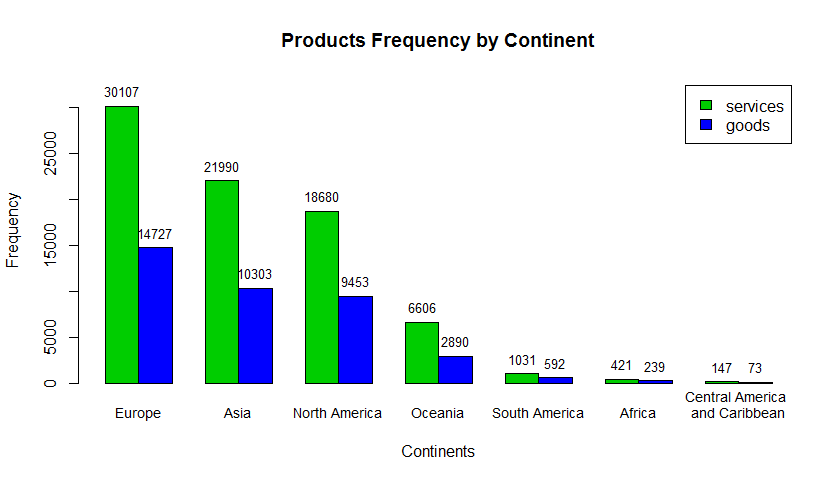 Products Frequency by Continent
services
goods
Frequency
0
5000
15000
25000
30107
14727
21990
10303
18680
9453
6606
2890
1031
592
421
239
147
73
Europe
Asia
North America
Oceania
South America
Africa
Central America
and Caribbean
Continents